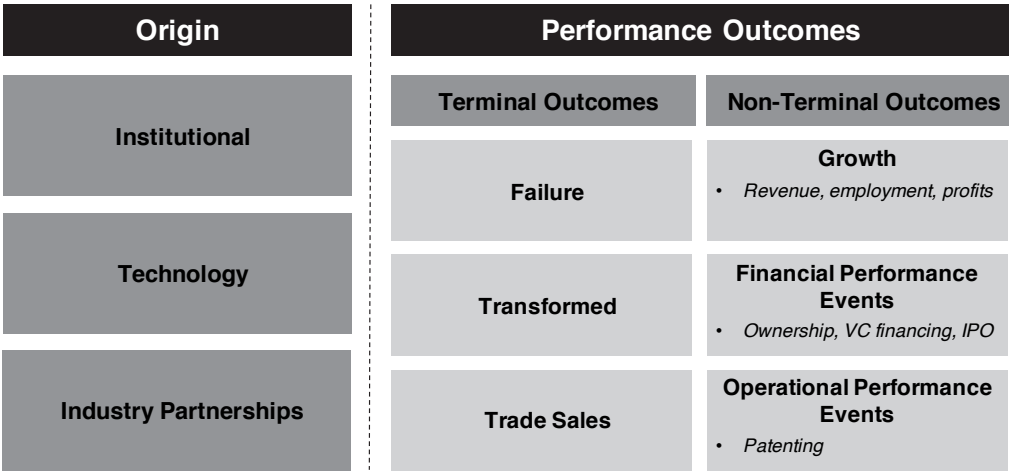 Origin
Institutional
Technology
Industry Partnerships
Performance Outcomes
Terminal Outcomes
Failure
Transformed
Trade Sales
Non-Terminal Outcomes
Growth
• Revenue, employment, profits
Financial Performance
Events
• Ownership, VC financing, IPO
Operational Performance
Events
• Patenting